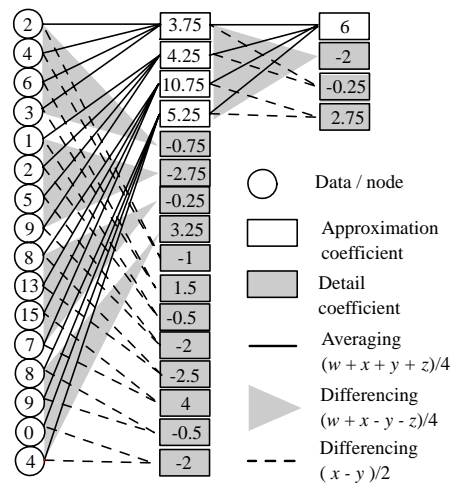 2 3.75 6
4 4.25 -2
6 10.75 -0.25
3 5.25 2.75
1 -0.75
2 -2.75
5 -0.25
9 3.25
8 -1
13 1.5
15 -0.5
7 -2
8 -2.5
9 4
0 -0.5
4 -2
Data / node
Approximation
coefficient
Detail
coefficient
Averaging
(w + x + y + z)/4
Differencing
(w + x - y - z)/4
Differencing
( x - y )/2